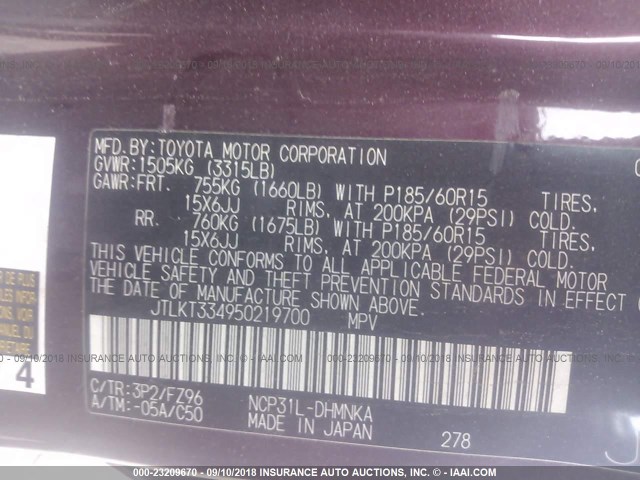 MFD.BY:TOYOTA MOTOR CORPORATION
GVWR:1505KG (3315LB)
GAWR:FRT. 755KG (1660LB) WITH P185/60R15 TIRES,
15X6JJ RIMS, AT 200KPA (29PSI) COLD.
RR. 760KG (1675LB) WITH P185/60R15 TIRES,
15X6JJ RIMS, AT 200KPA (29PSI) COLD.
THIS VEHICLE CONFORMS TO ALL APPLICABLE FEDERAL MOTOR
VEHICLE SAFETY AND THEFT PREVENTION STANDARDS IN EFFECT
THE DATE OF MANUFACTURE SHOWN ABOVE.
JTLKT334950219700 MPV
C/TR:3P2/FZ96 NCP31L-DHMNKA
A/TM:-05A/C50 MADE IN JAPAN 278
DE PLUS
INFOR
4
000-23209670 - 09/10/2018 INSURANCE AUTO AUCTIONS, INC. - © IAAI.COM